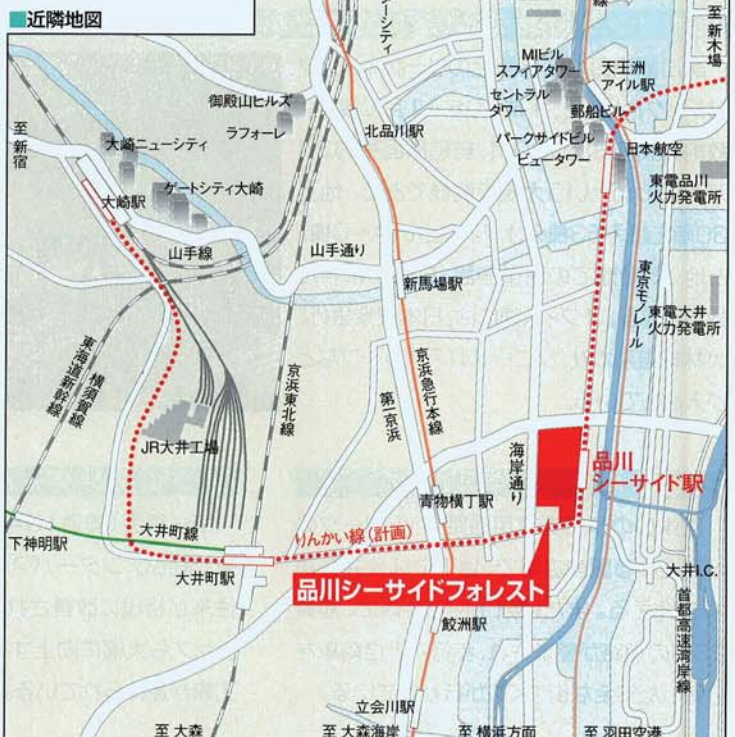 ■近隣地図
シーシティ
線
至 新木場
MIビル
スフィアタワー
天王洲
アイル駅
セントラル
タワー
郵船ビル
御殿山ヒルズ
ラフォーレ
北品川駅
パークサイドビル
ビュータワー
日本航空
至 新宿
大崎ニューシティ
東電品川
火力発電所
ゲートシティ大崎
大崎駅
山手線
山手通り
新馬場駅
東京モノレール
東電大井
火力発電所
東海道新幹線
横須賀線
京浜東北線
第一京浜
京浜急行本線
JR大井工場
海岸通り
品川
シーサイド駅
青物横丁駅
下神明駅
大井町線
りんかい線(計画)
大井町駅
品川シーサイドフォレスト
大井I.C.
首都高速湾岸線
鮫洲駅
立会川駅
至 大森
至 大森海岸
至 横浜方面
至 羽田空港